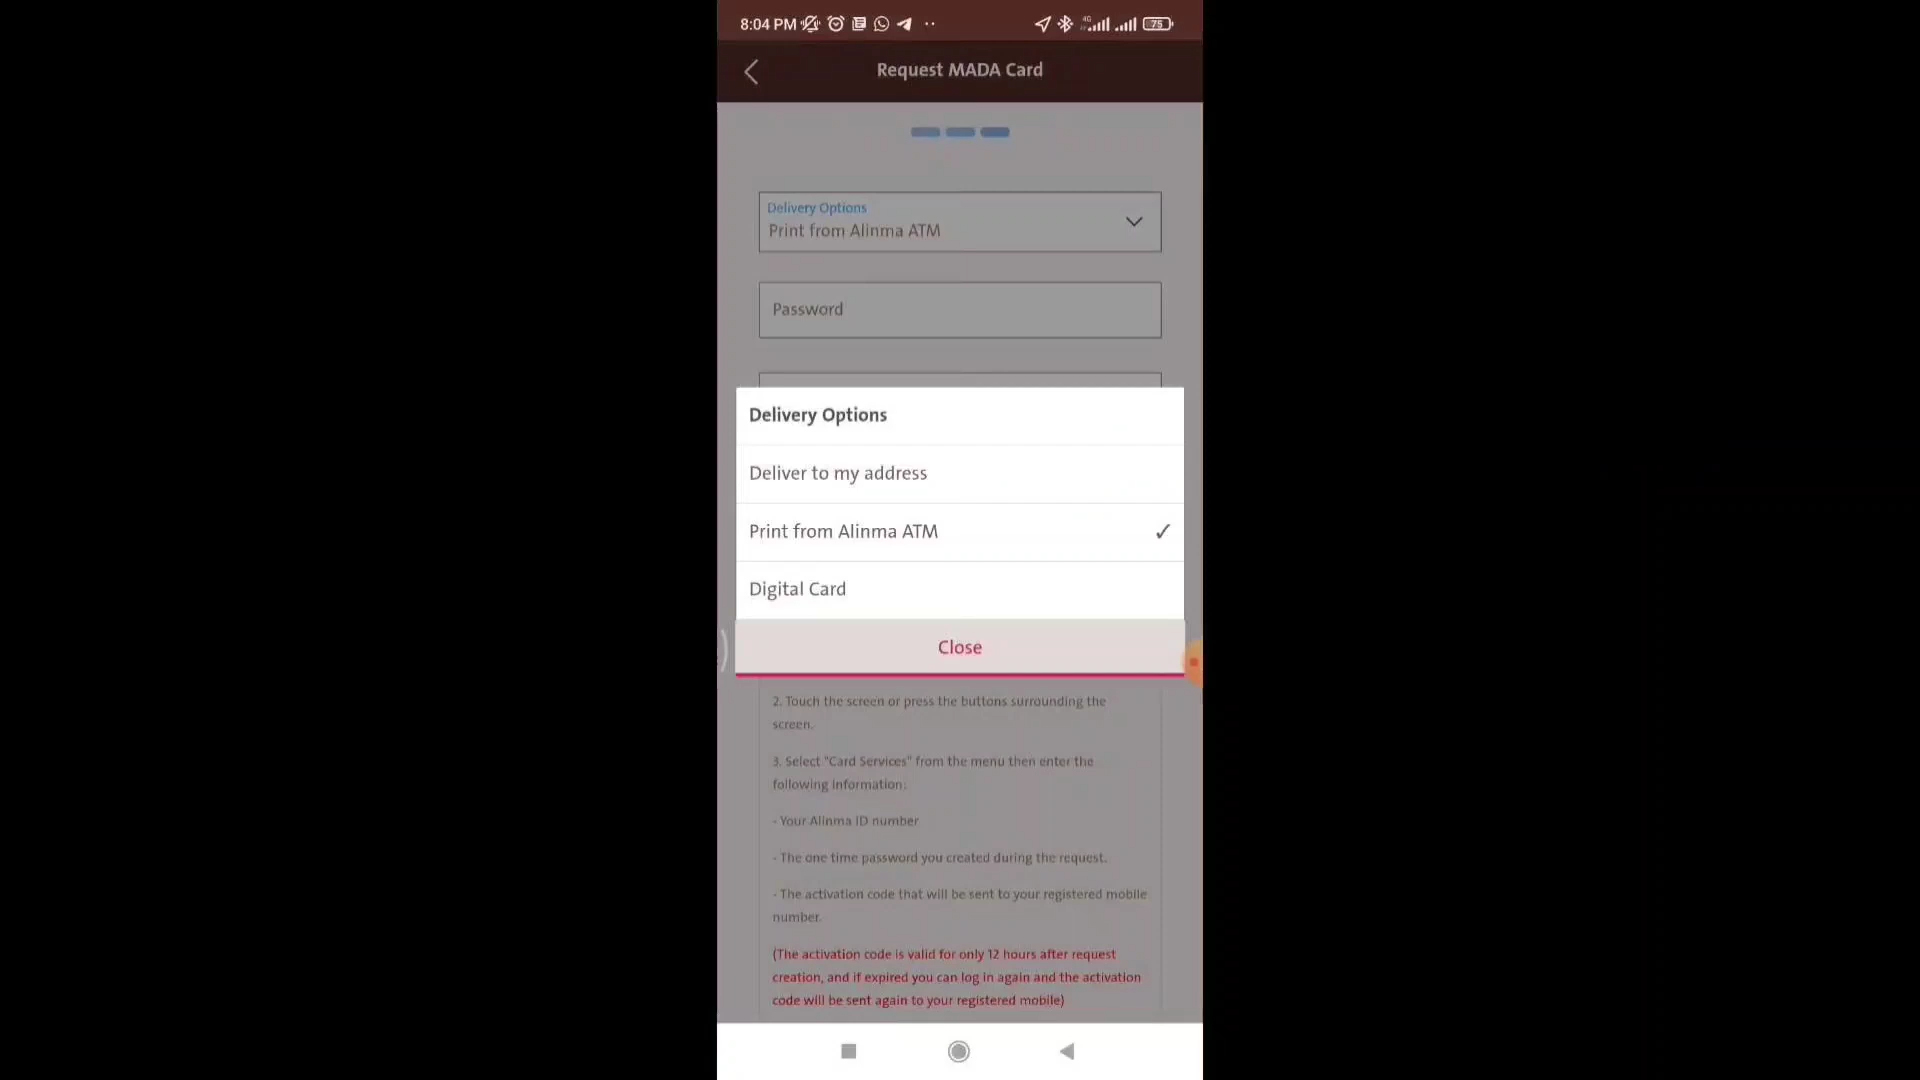 8:04 PM
4G
75
Request MADA Card
Delivery Options
Print from Alinma ATM
Password
Delivery Options
Deliver to my address
Print from Alinma ATM
Digital Card
Close
2. Touch the screen or press the buttons surrounding the
screen.
3. Select "Card Services" from the menu then enter the
following information:
- Your Alinma ID number
- The one time password you created during the request.
- The activation code that will be sent to your registered mobile
number.
(The activation code is valid for only 12 hours after request
creation, and if expired you can log in again and the activation
code will be sent again to your registered mobile)